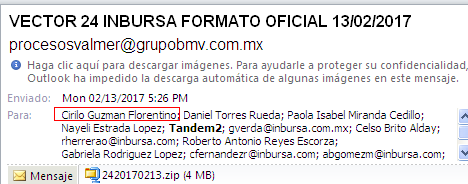 VECTOR 24 INBURSA FORMATO OFICIAL 13/02/2017
procesosvalmer@grupobmv.com.mx
Haga clic aquí para descargar imágenes. Para ayudarle a proteger su confidencialidad,
Outlook ha impedido la descarga automática de algunas imágenes en este mensaje.
Enviado: Mon 02/13/2017 5:26 PM
Para: Cirilo Guzman Florentino; Daniel Torres Rueda; Paola Isabel Miranda Cedillo;
Nayeli Estrada Lopez; Tandem2; gverda@inbursa.com.mx; Celso Brito Alday;
rherrerao@inbursa.com; Roberto Antonio Reyes Escorza;
Gabriela Rodriguez Lopez; cfernandezr@inbursa.com; abgomezm@inbursa.com;
Mensaje 2420170213.zip (4 MB)